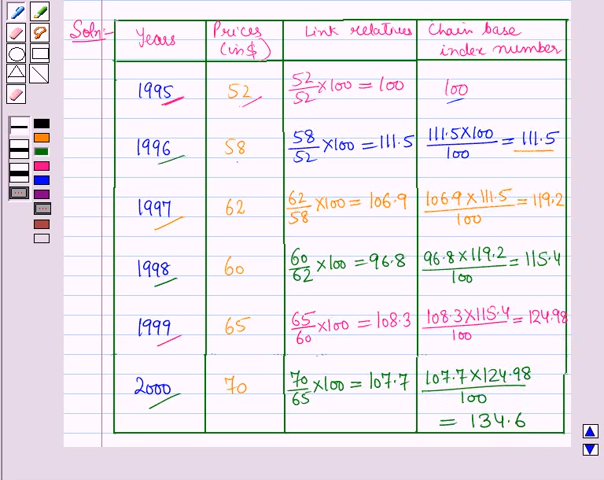 Soln:-
Years Prices (in $) Link relatives Chain base index number
1995 52 52/52 × 100 = 100 100
1996 58 58/52 × 100 = 111.5 111.5 × 100/100 = 111.5
1997 62 62/58 × 100 = 106.9 106.9 × 111.5/100 = 119.2
1998 60 60/62 × 100 = 96.8 96.8 × 119.2/100 = 115.4
1999 65 65/60 × 100 = 108.3 108.3 × 115.4/100 = 124.98
2000 70 70/65 × 100 = 107.7 107.7 × 124.98/100
= 134.6